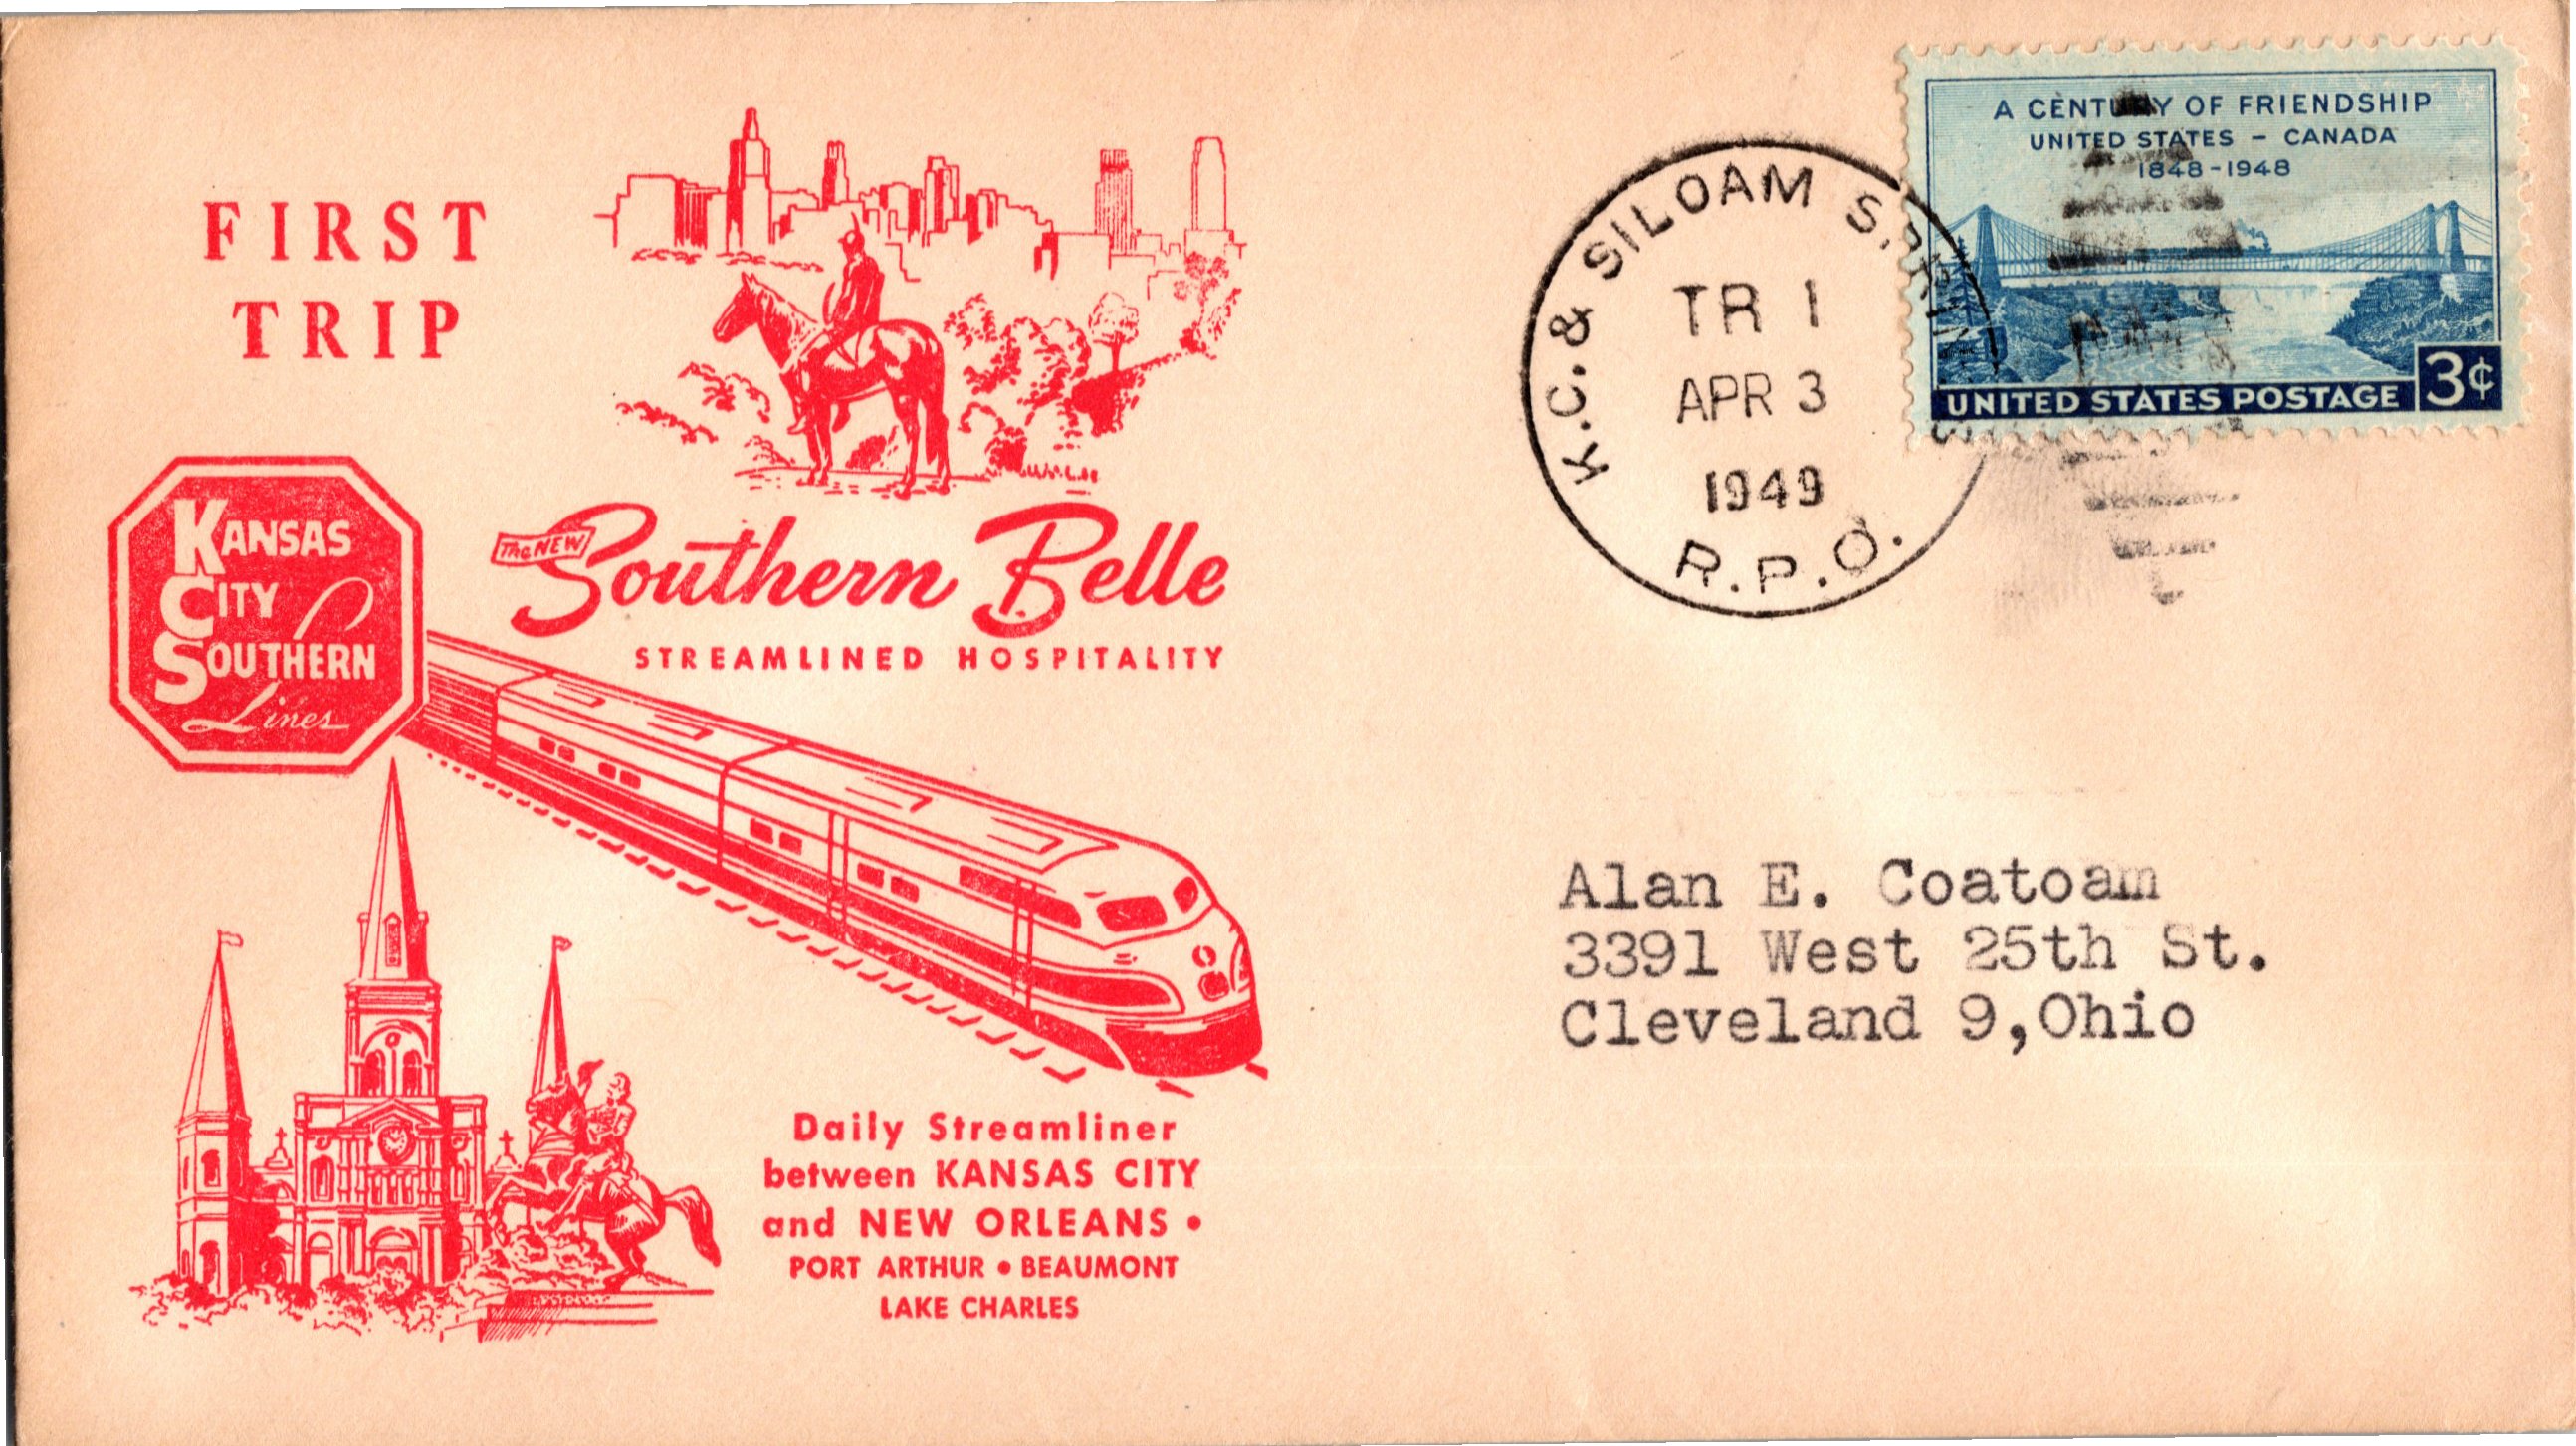 FIRST
TRIP
KANSAS
CITY
SOUTHERN
Lines
The NEW
Southern Belle
STREAMLINED HOSPITALITY
Daily Streamliner
between KANSAS CITY
and NEW ORLEANS •
PORT ARTHUR • BEAUMONT
LAKE CHARLES
K.C. & SILOAM SPRINGS
TR 1
APR 3
1949
R.P.O.
A CENTURY OF FRIENDSHIP
UNITED STATES - CANADA
1848-1948
UNITED STATES POSTAGE 3¢
Alan E. Coatoam
3391 West 25th St.
Cleveland 9,Ohio